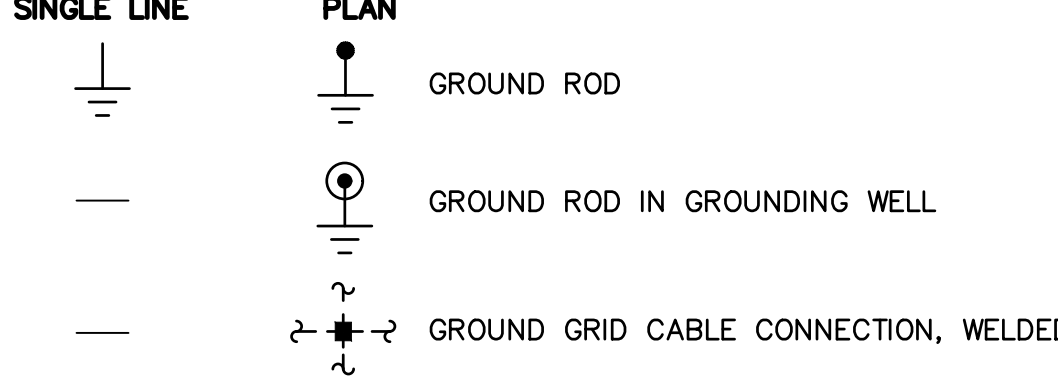 SINGLE LINE PLAN
GROUND ROD
GROUND ROD IN GROUNDING WELL
GROUND GRID CABLE CONNECTION, WELDED